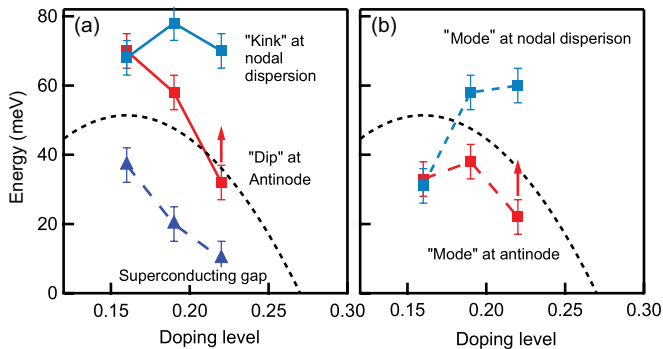 80
60
40
20
0
Energy (meV)
(a)
"Kink" at
nodal
dispersion
"Dip" at
Antinode
Superconducting gap
0.15 0.20 0.25 0.30
Doping level
(b)
"Mode" at nodal disperison
"Mode" at antinode
0.15 0.20 0.25 0.30
Doping level